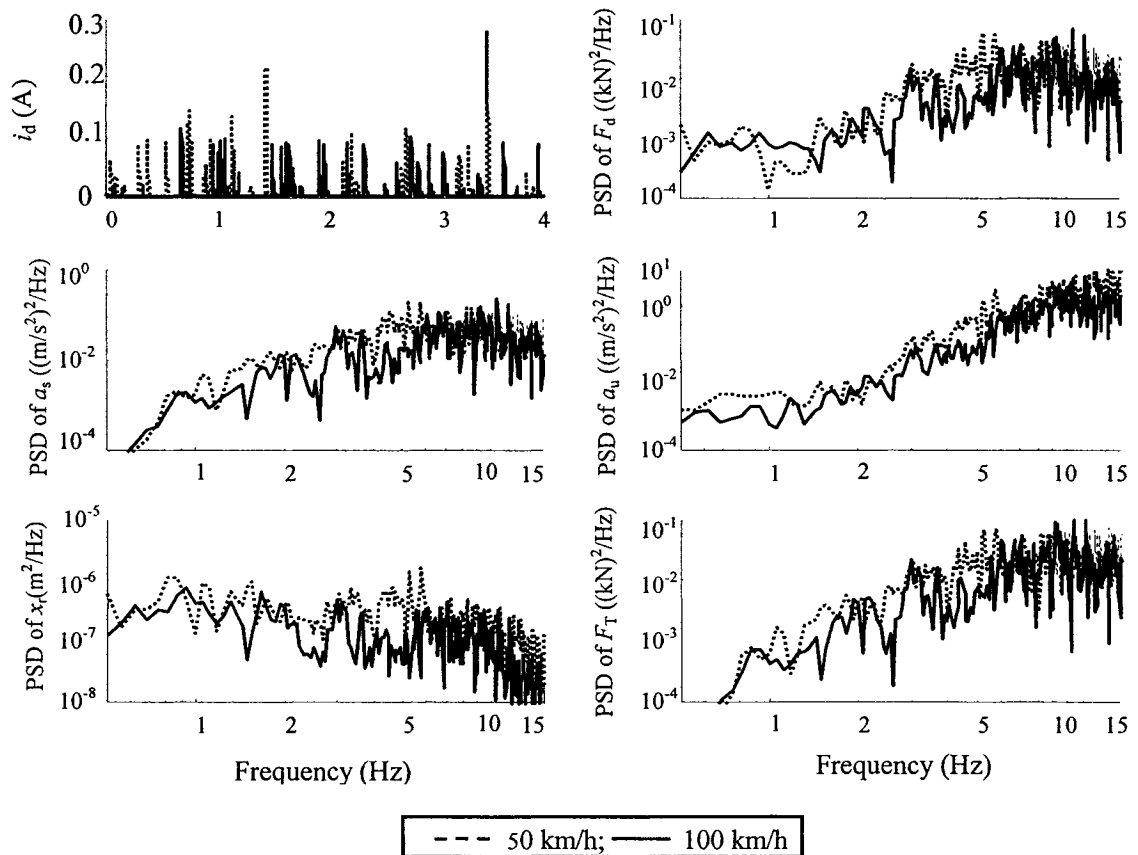 0.3
0.2
0.1
0
i_d (A)
0 1 2 3 4
10^-1
10^-2
10^-3
10^-4
PSD of F_d ((kN)^2/Hz)
1 2 5 10 15
10^0
10^-2
10^-4
PSD of a_s ((m/s^2)^2/Hz)
1 2 5 10 15
10^1
10^0
10^-2
10^-4
PSD of a_u ((m/s^2)^2/Hz)
1 2 5 10 15
10^-5
10^-6
10^-7
10^-8
PSD of x_r(m^2/Hz)
1 2 5 10 15
Frequency (Hz)
10^-1
10^-2
10^-3
10^-4
PSD of F_T ((kN)^2/Hz)
1 2 5 10 15
Frequency (Hz)
50 km/h; 100 km/h